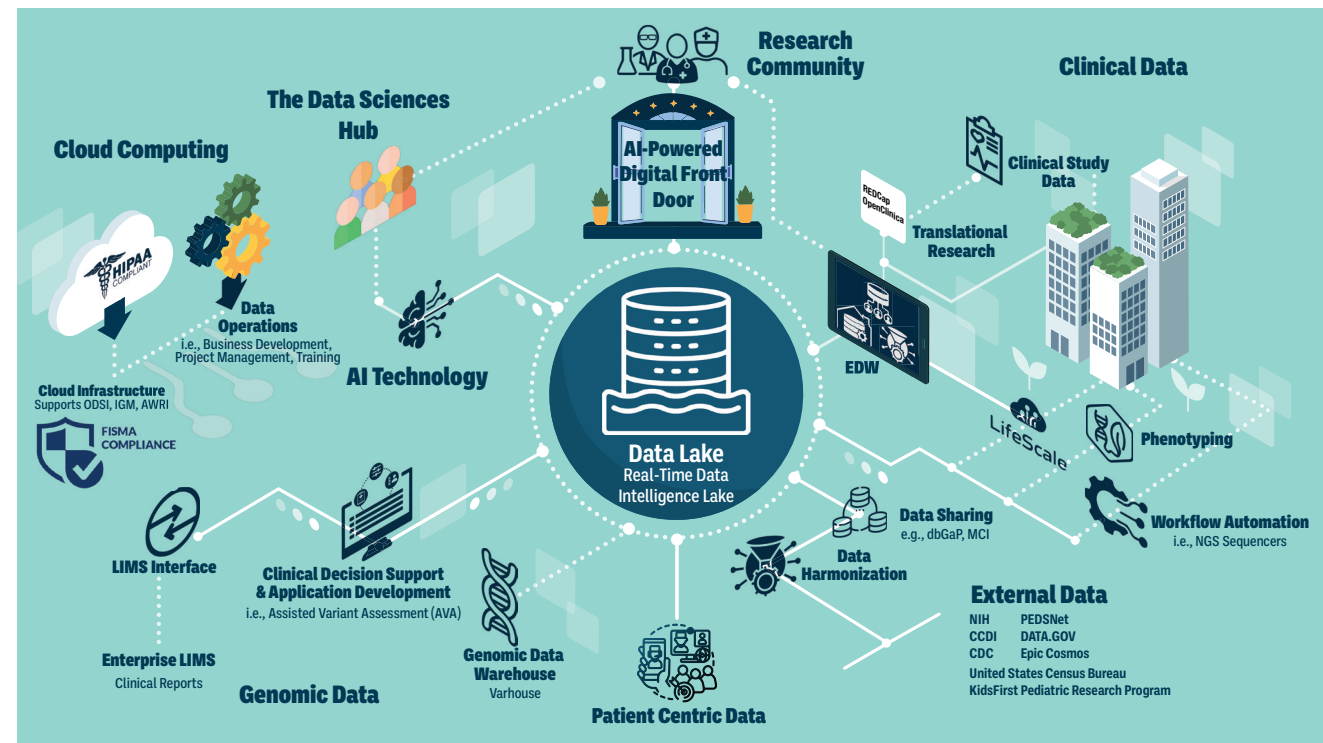 Research
Community
Clinical Data
The Data Sciences
Hub
Cloud Computing
AI-Powered
Digital Front
Door
Clinical Study
Data
REDCap
OpenClinica
Translational
Research
HIPAA
COMPLIANT
Data
Operations
i.e., Business Development,
Project Management, Training
AI Technology
EDW
Cloud Infrastructure
Supports ODSI, IGM, AWRI
FISMA
COMPLIANCE
LifeScale
Phenotyping
Data Lake
Real-Time Data
Intelligence Lake
Data Sharing
e.g., dbGaP, MCI
Workflow Automation
i.e., NGS Sequencers
LIMS Interface
Clinical Decision Support
& Application Development
i.e., Assisted Variant Assessment (AVA)
Data
Harmonization
External Data
NIH PEDSNet
CCDI DATA.GOV
CDC Epic Cosmos
United States Census Bureau
KidsFirst Pediatric Research Program
Enterprise LIMS
Clinical Reports
Genomic Data
Genomic Data
Warehouse
Varhouse
Patient Centric Data